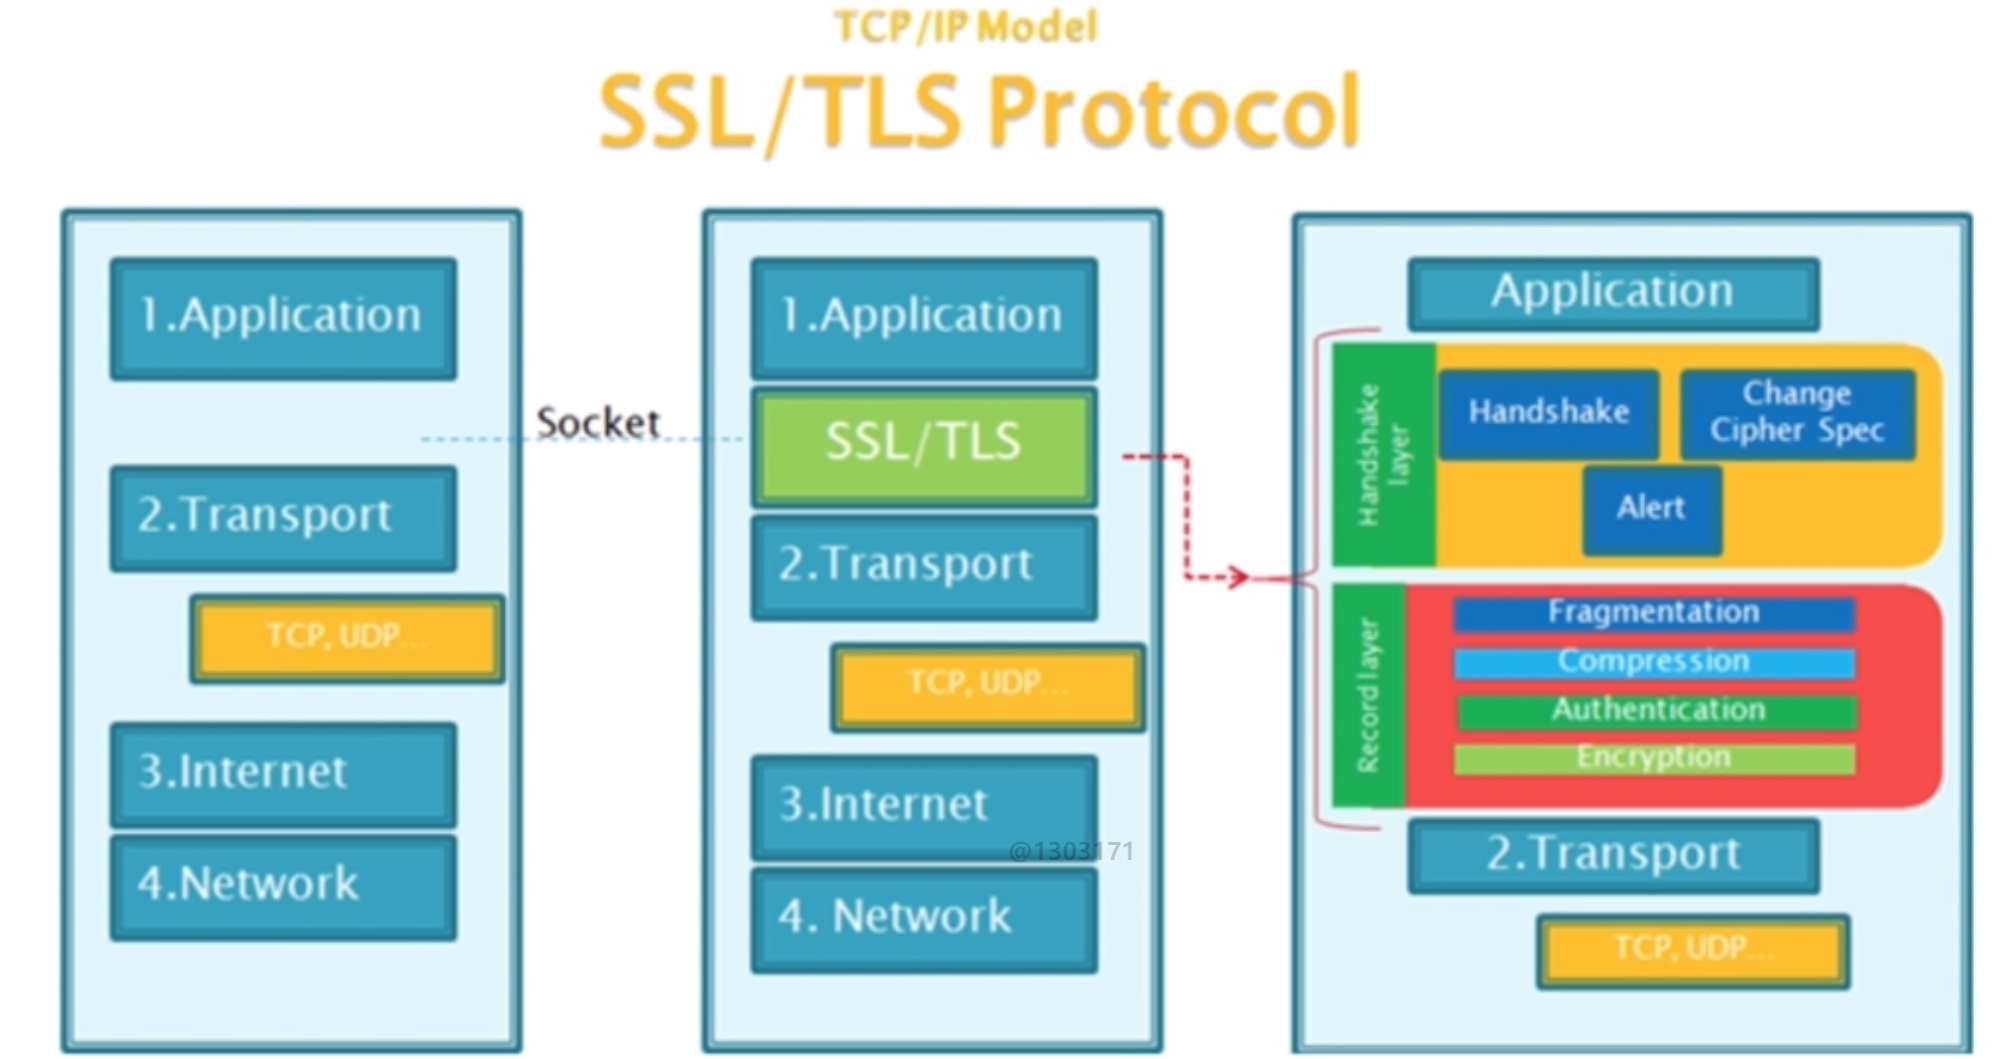 TCP/IP Model
SSL/TLS Protocol
1.Application
Socket
2.Transport
TCP, UDP...
3.Internet
4.Network
1.Application
SSL/TLS
2.Transport
TCP, UDP...
3.Internet
@1303171
4. Network
Application
Handshake
layer
Handshake
Change
Cipher Spec
Alert
Record layer
Fragmentation
Compression
Authentication
Encryption
2.Transport
TCP, UDP...